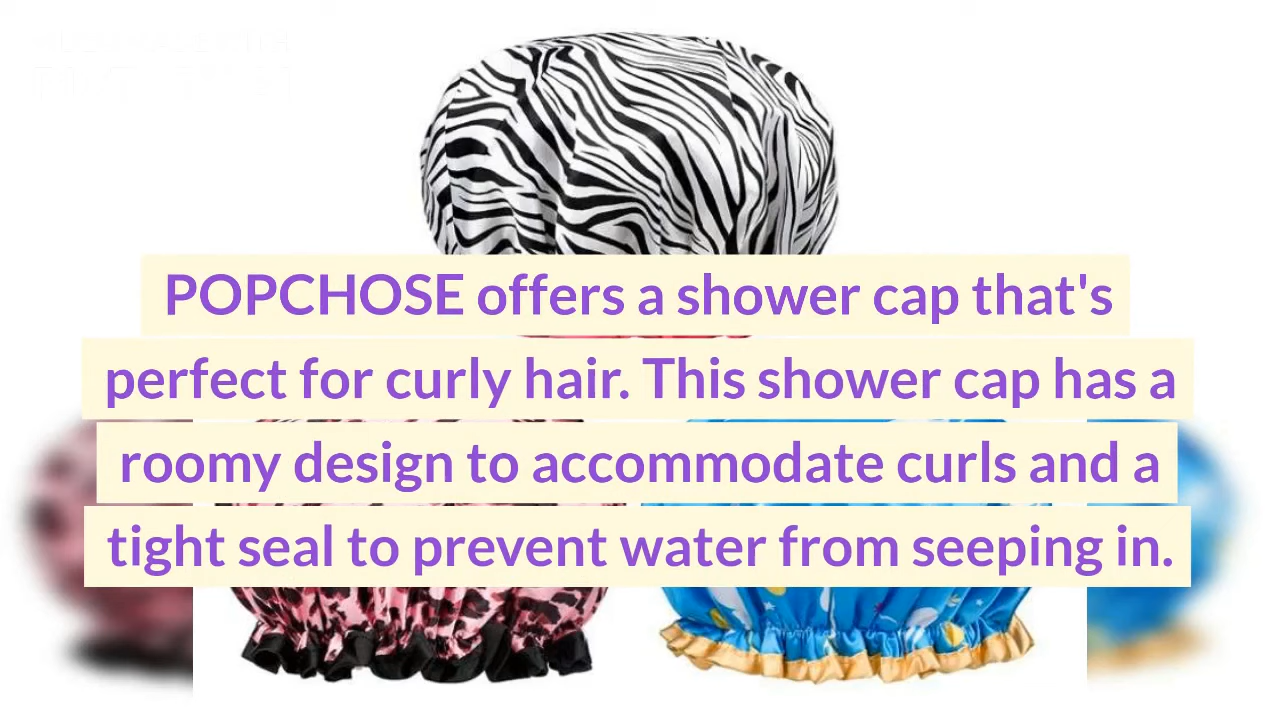 POPCHOSE offers a shower cap that's
perfect for curly hair. This shower cap has a
roomy design to accommodate curls and a
tight seal to prevent water from seeping in.